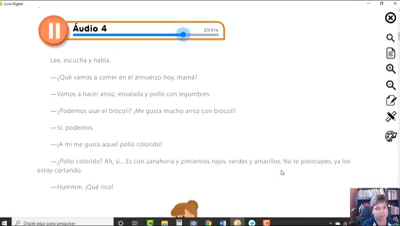 Livro Digital
Áudio 4
Lee, escucha y habla.
—¿Qué vamos a comer en el almuerzo hoy, mamá?
—Vamos a hacer arroz, ensalada y pollo con legumbres.
—¿Podemos usar el brócoli? ¡Me gusta mucho arroz con brócoli!
—Sí, podemos.
—¡A mí me gusta aquel pollo colorido!
—¿Pollo colorido? Ah, sí... Es con zanahoria y pimientos rojos, verdes y amarillos. No te preocupes, ya los
estoy cortando.
—Hummm, ¡Qué rico!
Digite aqui para pesquisar